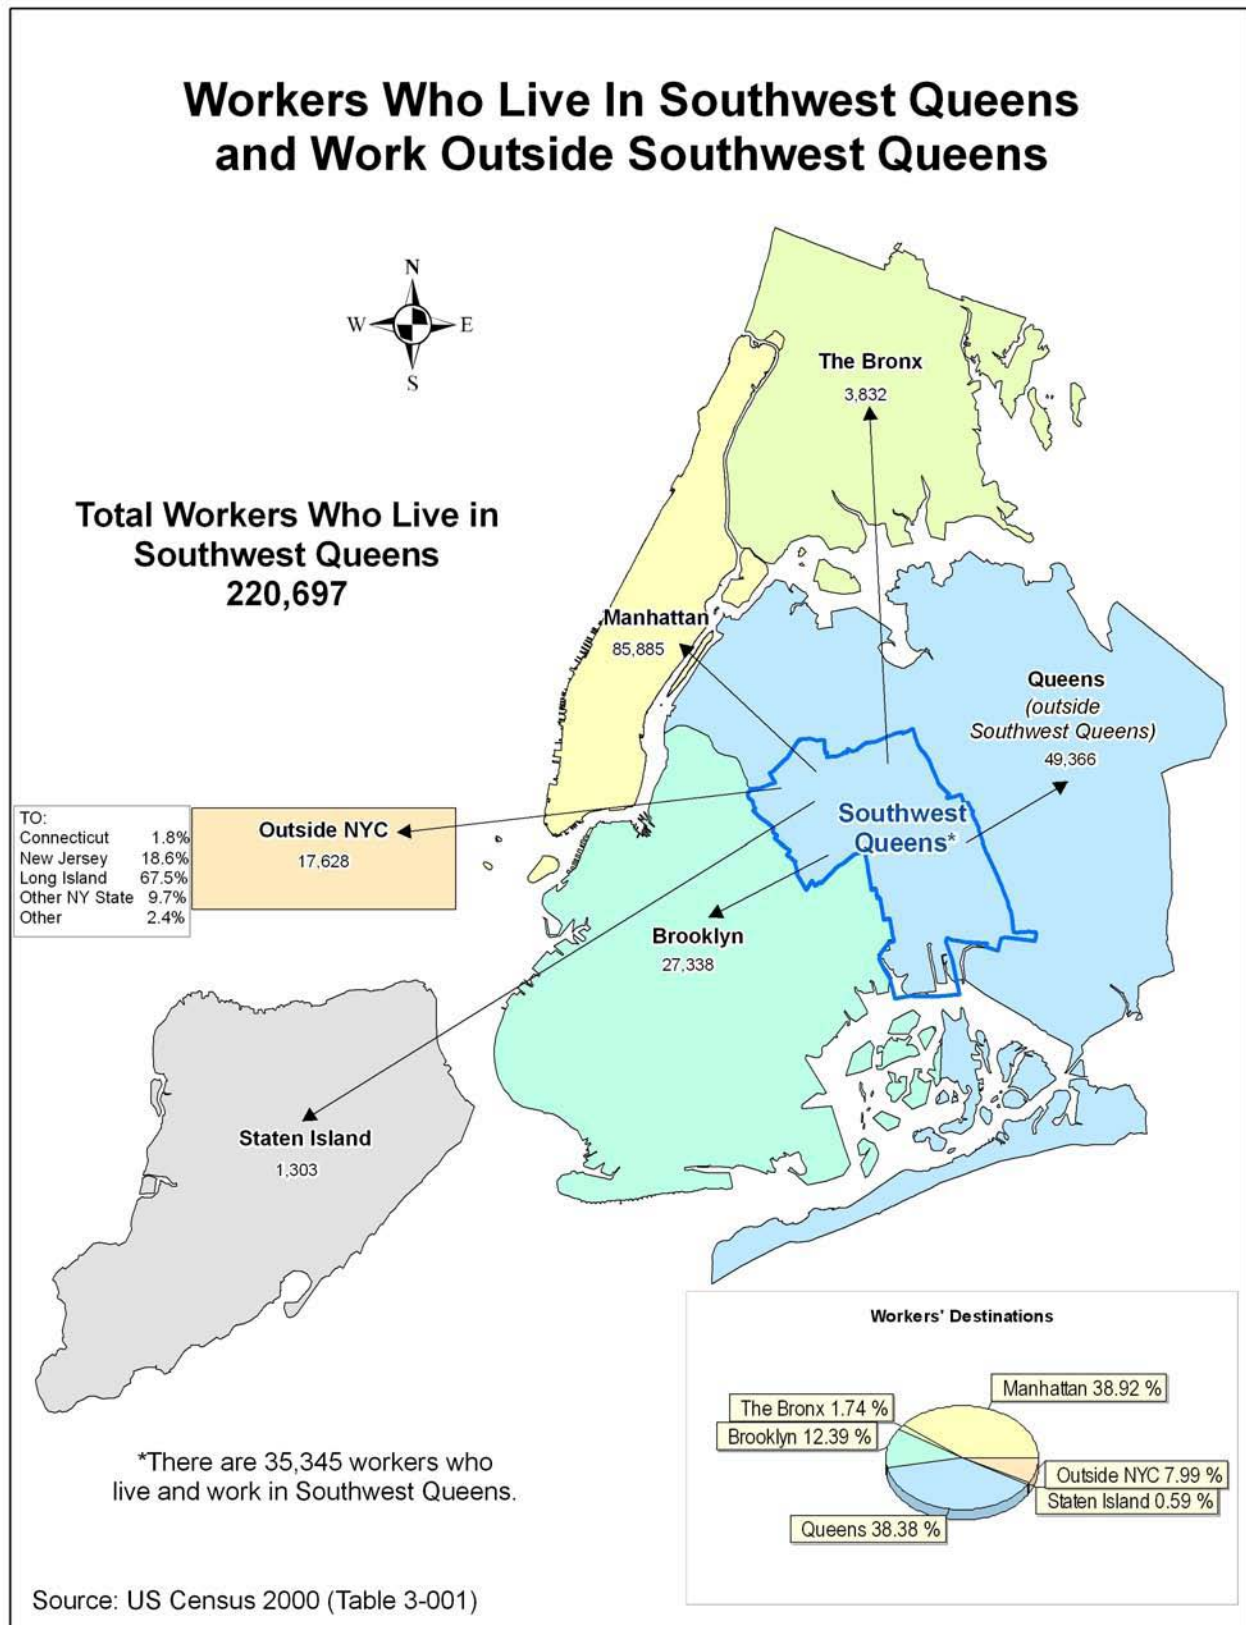 Workers Who Live In Southwest Queens
and Work Outside Southwest Queens
N
W E
S
The Bronx
3,832
Total Workers Who Live in
Southwest Queens
220,697
Manhattan
85,885
Queens
(outside
Southwest Queens)
49,366
TO:
Connecticut 1.8%
New Jersey 18.6%
Long Island 67.5%
Other NY State 9.7%
Other 2.4%
Outside NYC
17,628
Southwest
Queens*
Brooklyn
27,338
Staten Island
1,303
Workers' Destinations
Manhattan 38.92 %
The Bronx 1.74 %
Brooklyn 12.39 %
Outside NYC 7.99 %
Staten Island 0.59 %
Queens 38.38 %
*There are 35,345 workers who
live and work in Southwest Queens.
Source: US Census 2000 (Table 3-001)